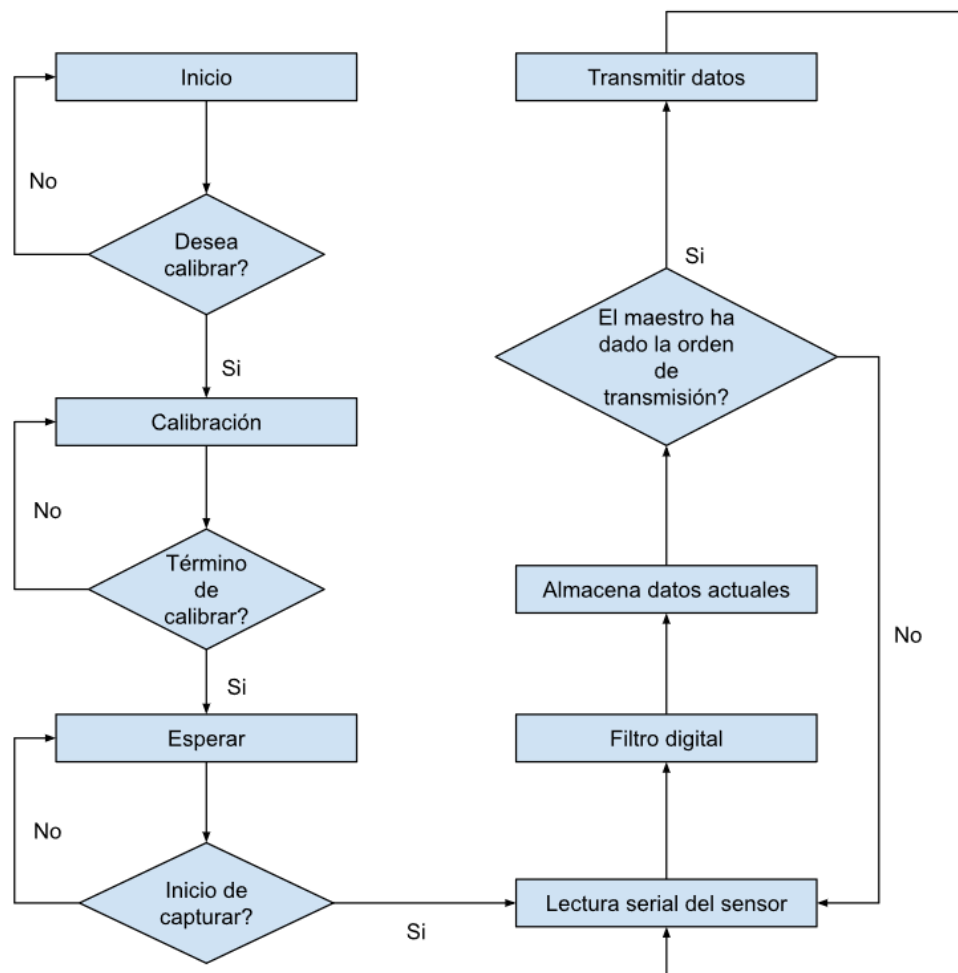 Inicio
No
Desea
calibrar?
Si
Calibración
No
Término
de
calibrar?
Si
Esperar
No
Inicio de
capturar?
Si
Transmitir datos
Si
El maestro ha
dado la orden
de
transmisión?
No
Almacena datos actuales
Filtro digital
Lectura serial del sensor